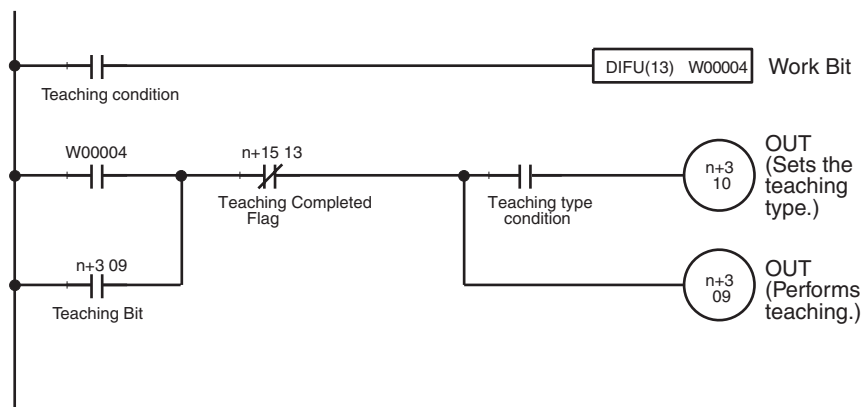 DIFU(13) W00004
Work Bit
Teaching condition
W00004
n+15 13
Teaching Completed
Flag
Teaching type
condition
n+3
10
OUT
(Sets the
teaching
type.)
n+3 09
Teaching Bit
n+3
09
OUT
(Performs
teaching.)